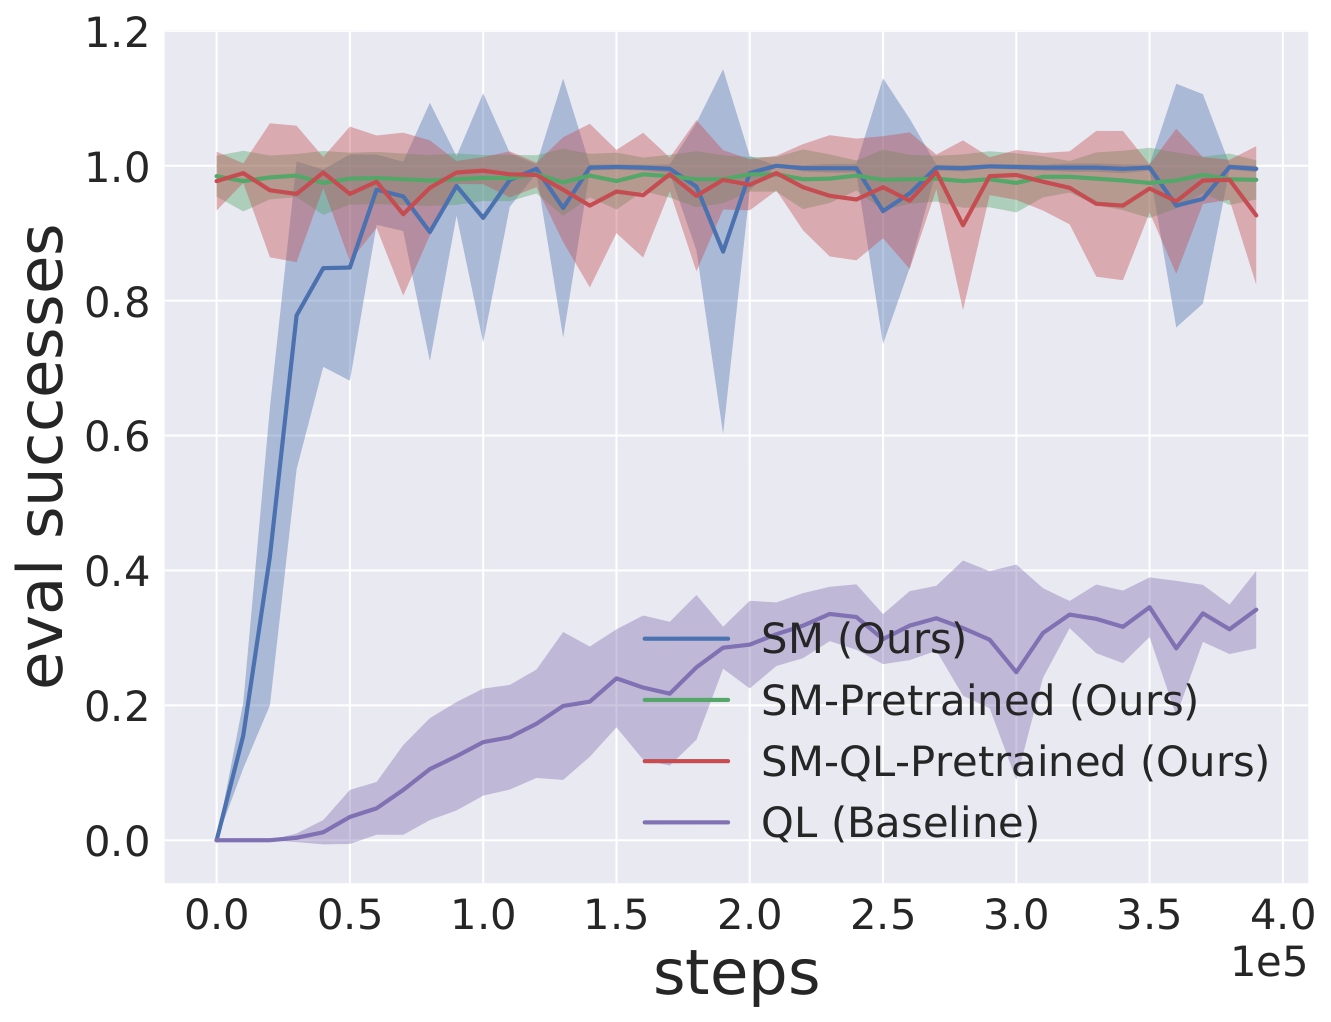 eval successes
1.2
1.0
0.8
0.6
0.4
0.2
0.0
SM (Ours)
SM-Pretrained (Ours)
SM-QL-Pretrained (Ours)
QL (Baseline)
0.0 0.5 1.0 1.5 2.0 2.5 3.0 3.5 4.0
1e5
steps